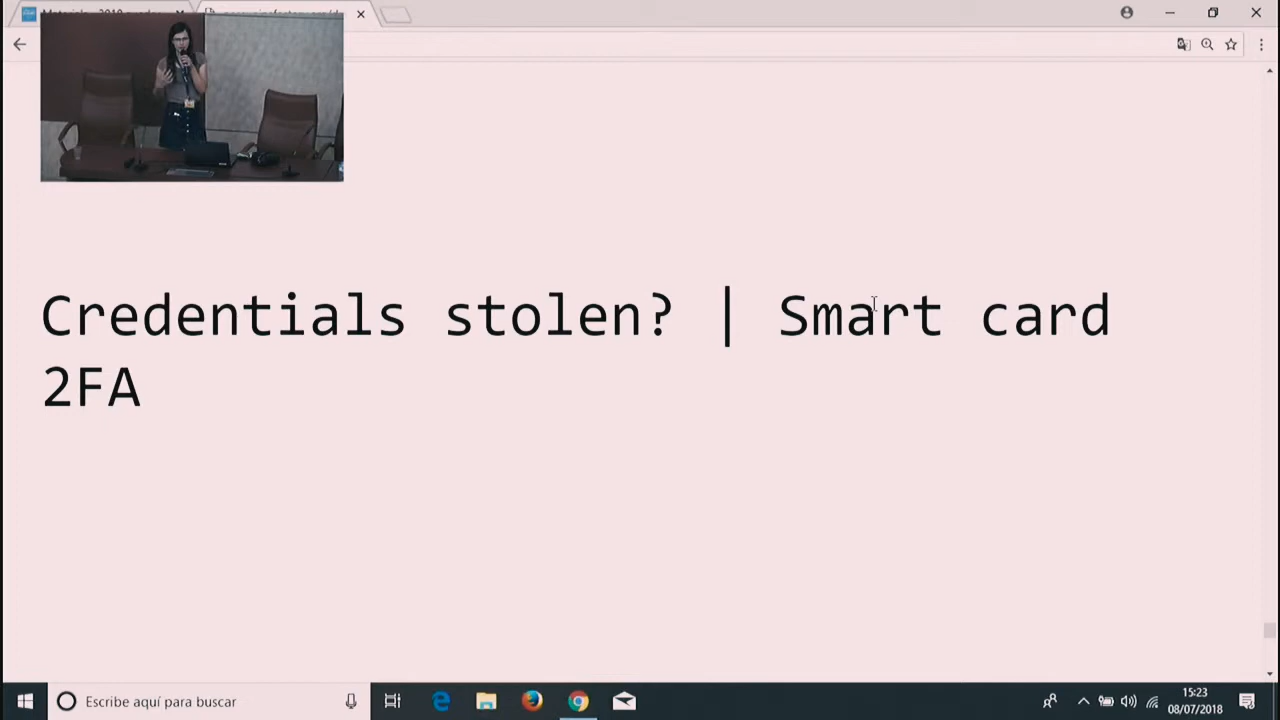 Credentials stolen? | Smart card
2FA
Escribe aquí para buscar
15:23
08/07/2018